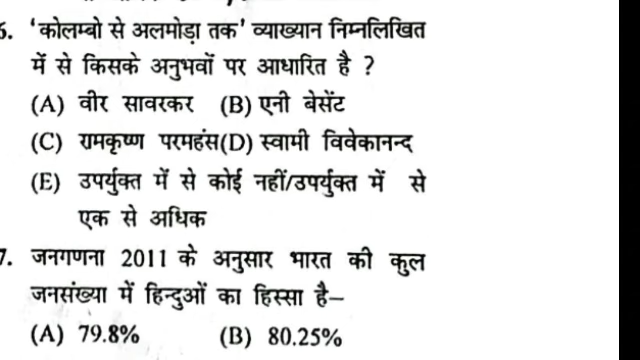 6. ‘कोलम्बो से अलमोड़ा तक’ व्याख्यान निम्नलिखित
में से किसके अनुभवों पर आधारित है ?
(A) वीर सावरकर (B) एनी बेसेंट
(C) रामकृष्ण परमहंस(D) स्वामी विवेकानन्द
(E) उपर्युक्त में से कोई नहीं/उपर्युक्त में से
एक से अधिक
7. जनगणना 2011 के अनुसार भारत की कुल
जनसंख्या में हिन्दुओं का हिस्सा है–
(A) 79.8% (B) 80.25%